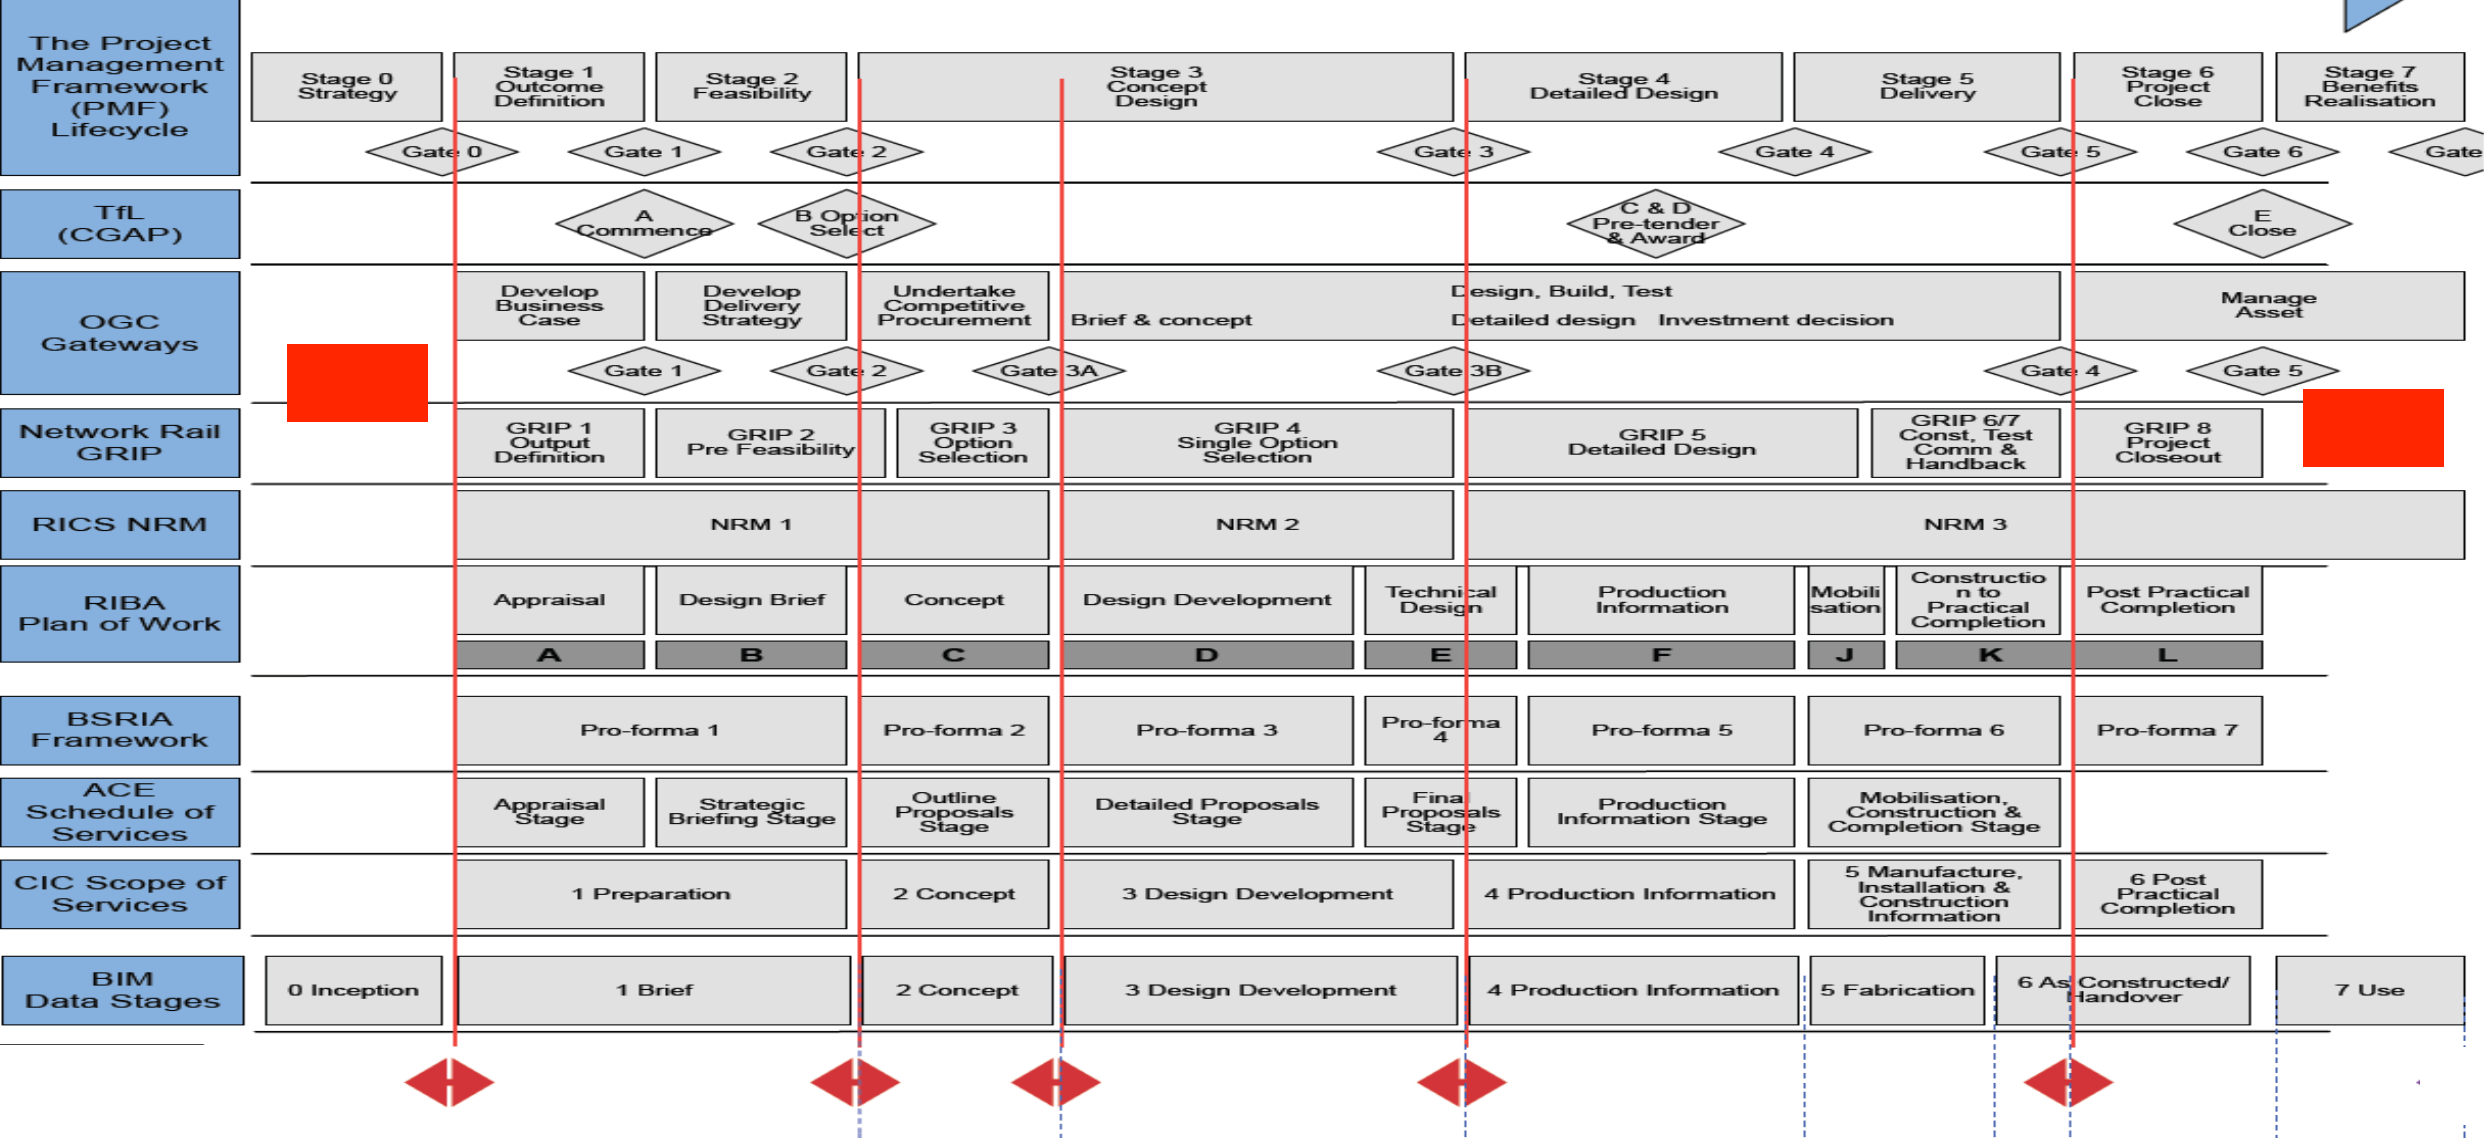 The Project
Management
Framework
(PMF)
Lifecycle
Stage 0
Strategy
Stage 1
Outcome
Definition
Stage 2
Feasibility
Stage 3
Concept
Design
Stage 4
Detailed Design
Stage 5
Delivery
Stage 6
Project
Close
Stage 7
Benefits
Realisation
Gate 0
Gate 1
Gate 2
Gate 3
Gate 4
Gate 5
Gate 6
Gate
TfL
(CGAP)
A
Commence
B Option
Select
C & D
Pre-tender
& Award
E
Close
OGC
Gateways
Develop
Business
Case
Develop
Delivery
Strategy
Undertake
Competitive
Procurement
Design, Build, Test
Brief & concept
Detailed design Investment decision
Manage
Asset
Gate 1
Gate 2
Gate 3A
Gate 3B
Gate 4
Gate 5
Network Rail
GRIP
GRIP 1
Output
Definition
GRIP 2
Pre Feasibility
GRIP 3
Option
Selection
GRIP 4
Single Option
Selection
GRIP 5
Detailed Design
GRIP 6/7
Const, Test
Comm &
Handback
GRIP 8
Project
Closeout
RICS NRM
NRM 1
NRM 2
NRM 3
RIBA
Plan of Work
Appraisal
Design Brief
Concept
Design Development
Technical
Design
Production
Information
Mobili
sation
Constructio
n to
Practical
Completion
Post Practical
Completion
A
B
C
D
E
F
J
K
L
BSRIA
Framework
Pro-forma 1
Pro-forma 2
Pro-forma 3
Pro-forma
4
Pro-forma 5
Pro-forma 6
Pro-forma 7
ACE
Schedule of
Services
Appraisal
Stage
Strategic
Briefing Stage
Outline
Proposals
Stage
Detailed Proposals
Stage
Final
Proposals
Stage
Production
Information Stage
Mobilisation,
Construction &
Completion Stage
CIC Scope of
Services
1 Preparation
2 Concept
3 Design Development
4 Production Information
5 Manufacture,
Installation &
Construction
Information
6 Post
Practical
Completion
BIM
Data Stages
0 Inception
1 Brief
2 Concept
3 Design Development
4 Production Information
5 Fabrication
6 As Constructed/
Handover
7 Use